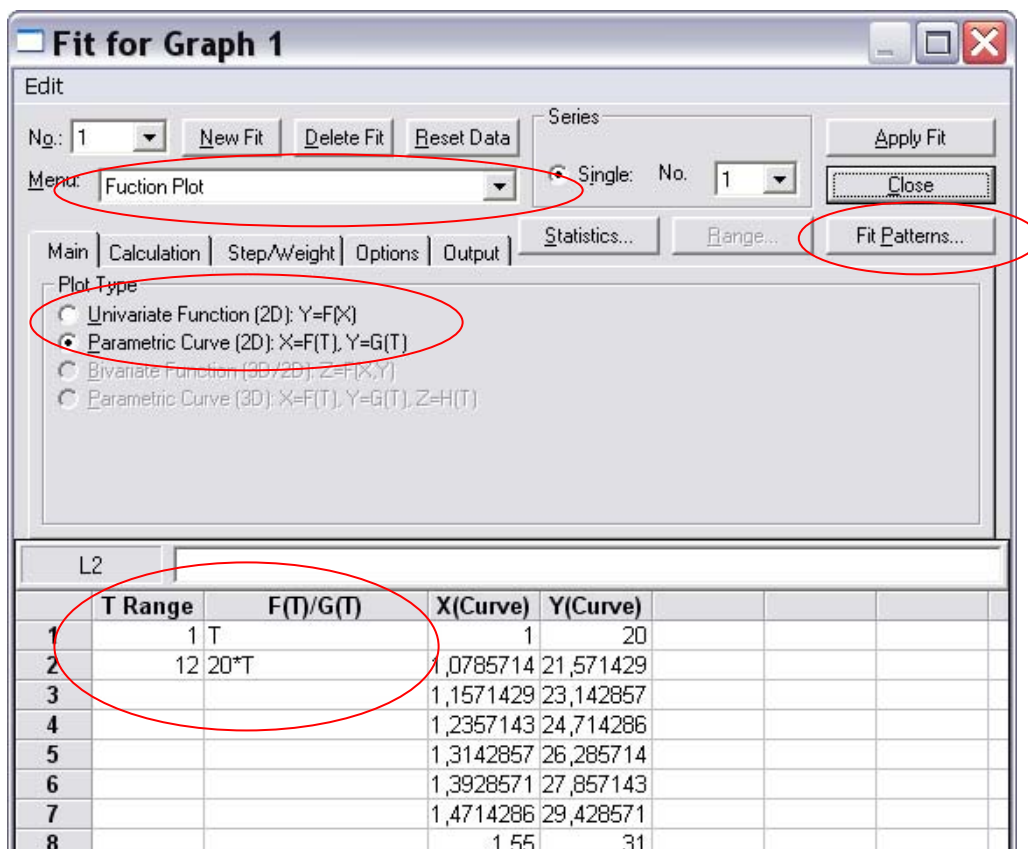 Fit for Graph 1
Edit
No.: 1 New Fit Delete Fit Reset Data
Series
Single: No. 1
Apply Fit
Menu: Fuction Plot
Close
Statistics... Range... Fit Patterns...
Main Calculation Step/Weight Options Output
Plot Type
Univariate Function (2D): Y=F(X)
Parametric Curve (2D): X=F(T), Y=G(T)
Bivariate Function (3D/2D): Z=F(X,Y)
Parametric Curve (3D): X=F(T), Y=G(T), Z=H(T)
L2
T Range F(T)/G(T) X(Curve) Y(Curve)
1 1 T 1 20
2 12 20*T 1,0785714 21,571429
3 1,1571429 23,142857
4 1,2357143 24,714286
5 1,3142857 26,285714
6 1,3928571 27,857143
7 1,4714286 29,428571
8 1,55 31